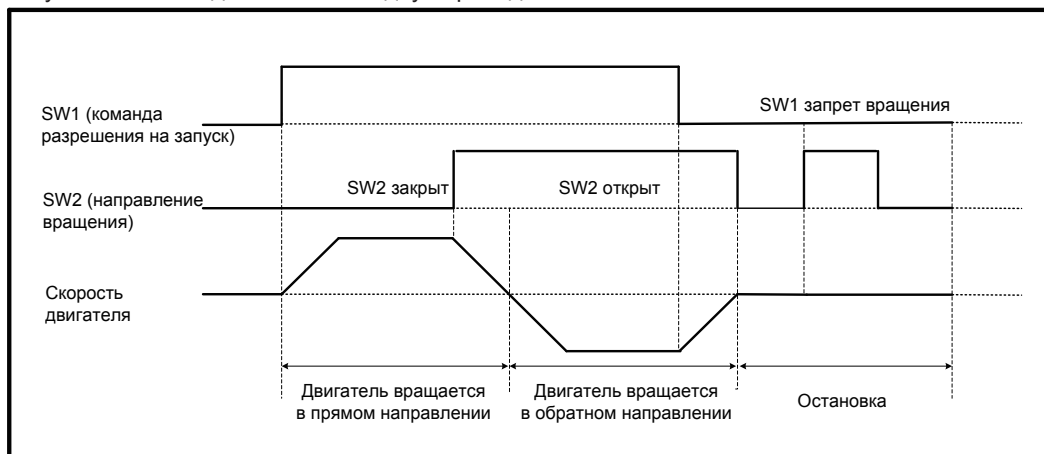 SW1 (команда
разрешения на запуск)
SW1 запрет вращения
SW2 закрыт
SW2 открыт
SW2 (направление
вращения)
Скорость
двигателя
Двигатель вращается
в прямом направлении
Двигатель вращается
в обратном направлении
Остановка